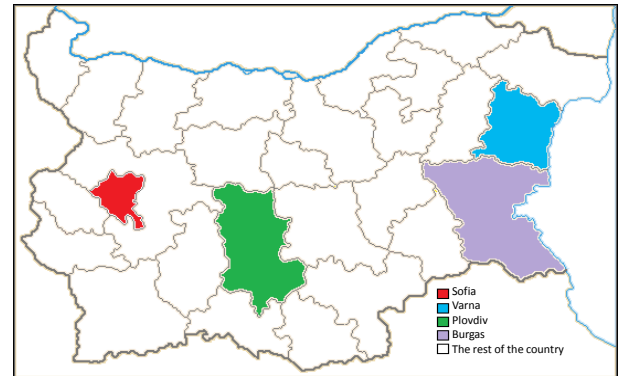 Sofia
Varna
Plovdiv
Burgas
The rest of the country